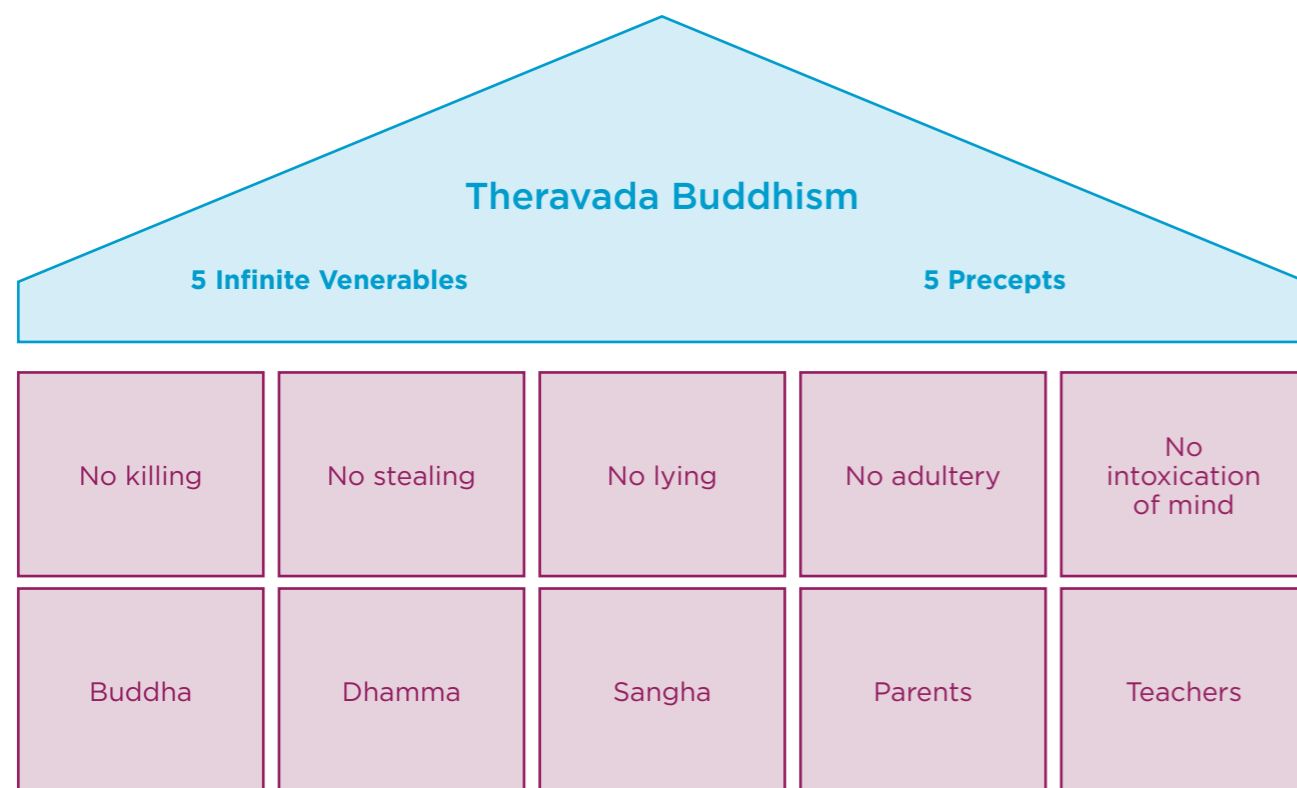 Theravada Buddhism
5 Infinite Venerables
5 Precepts
No killing
No stealing
No lying
No adultery
No
intoxication
of mind
Buddha
Dhamma
Sangha
Parents
Teachers